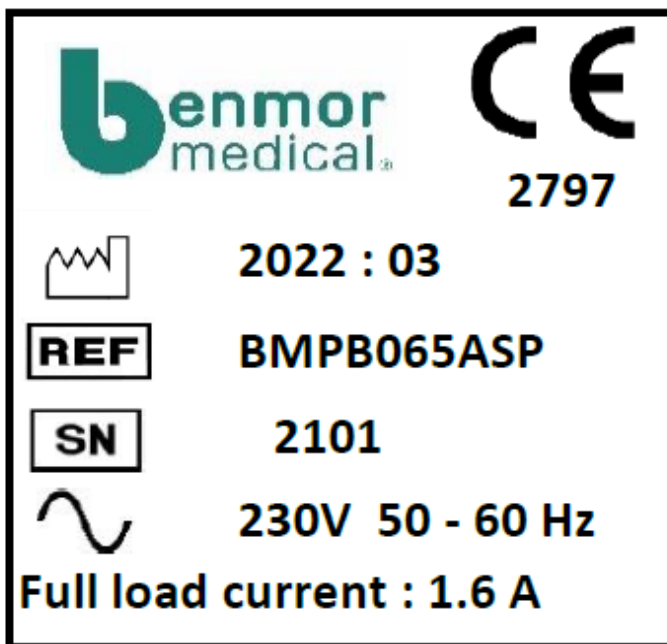 benmor
medical®
CE
2797
2022 : 03
REF
BMPB065ASP
SN
2101
230V 50 - 60 Hz
Full load current : 1.6 A